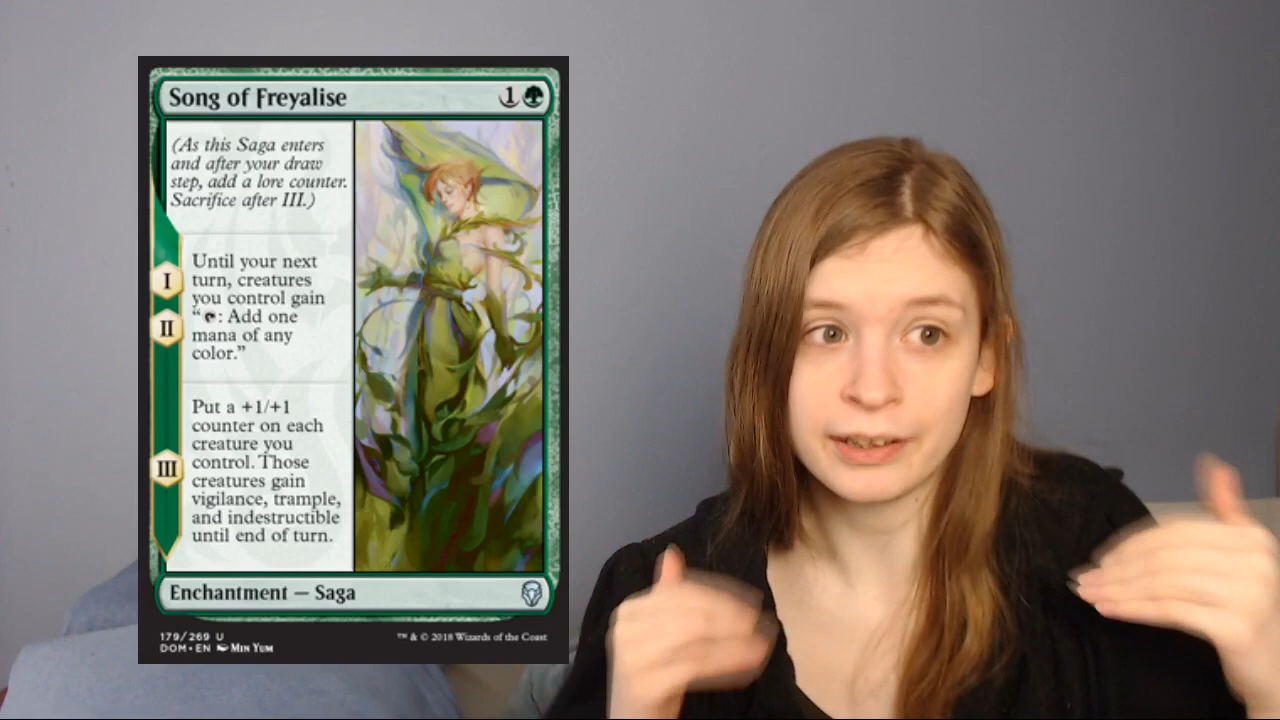 Song of Freyalise 1
(As this Saga enters
and after your draw
step, add a lore counter.
Sacrifice after III.)
I
II
Until your next
turn, creatures
you control gain
“: Add one
mana of any
color.”
III
Put a +1/+1
counter on each
creature you
control. Those
creatures gain
vigilance, trample,
and indestructible
until end of turn.
Enchantment — Saga
179/269 U
DOM • EN MIN YUM
™ & © 2018 Wizards of the Coast